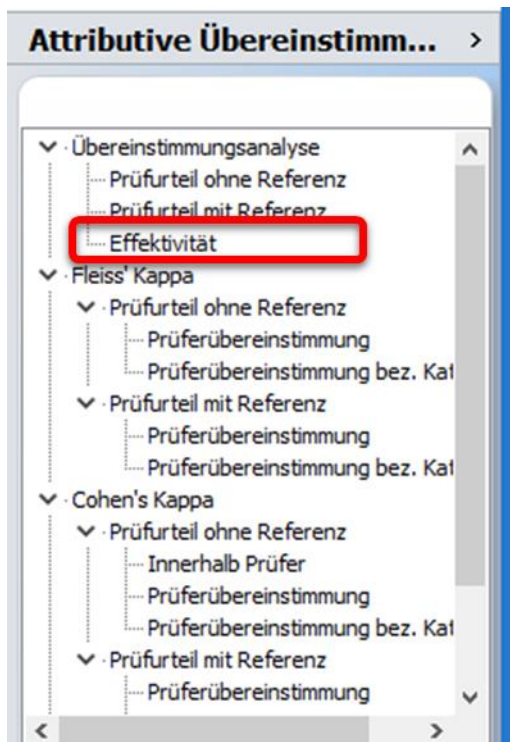 Attributive Übereinstimm...
Übereinstimmungsanalyse
Prüfurteil ohne Referenz
Prüfurteil mit Referenz
Effektivität
Fleiss' Kappa
Prüfurteil ohne Referenz
Prüferübereinstimmung
Prüferübereinstimmung bez. Kat
Prüfurteil mit Referenz
Prüferübereinstimmung
Prüferübereinstimmung bez. Kat
Cohen's Kappa
Prüfurteil ohne Referenz
Innerhalb Prüfer
Prüferübereinstimmung
Prüferübereinstimmung bez. Kat
Prüfurteil mit Referenz
Prüferübereinstimmung